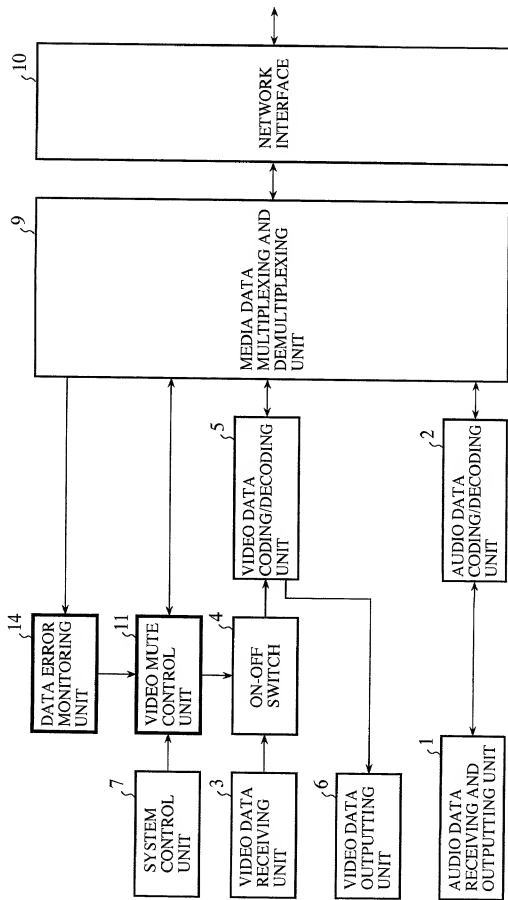 14
DATA ERROR
MONITORING
UNIT
7
SYSTEM
CONTROL
UNIT
11
VIDEO MUTE
CONTROL
UNIT
3
VIDEO DATA
RECEIVING
UNIT
4
ON-OFF
SWITCH
5
VIDEO DATA
CODING/DECODING
UNIT
6
VIDEO DATA
OUTPUTTING
UNIT
1
AUDIO DATA
RECEIVING AND
OUTPUTTING UNIT
2
AUDIO DATA
CODING/DECODING
UNIT
9
MEDIA DATA
MULTIPLEXING AND
DEMULTIPLEXING
UNIT
10
NETWORK
INTERFACE